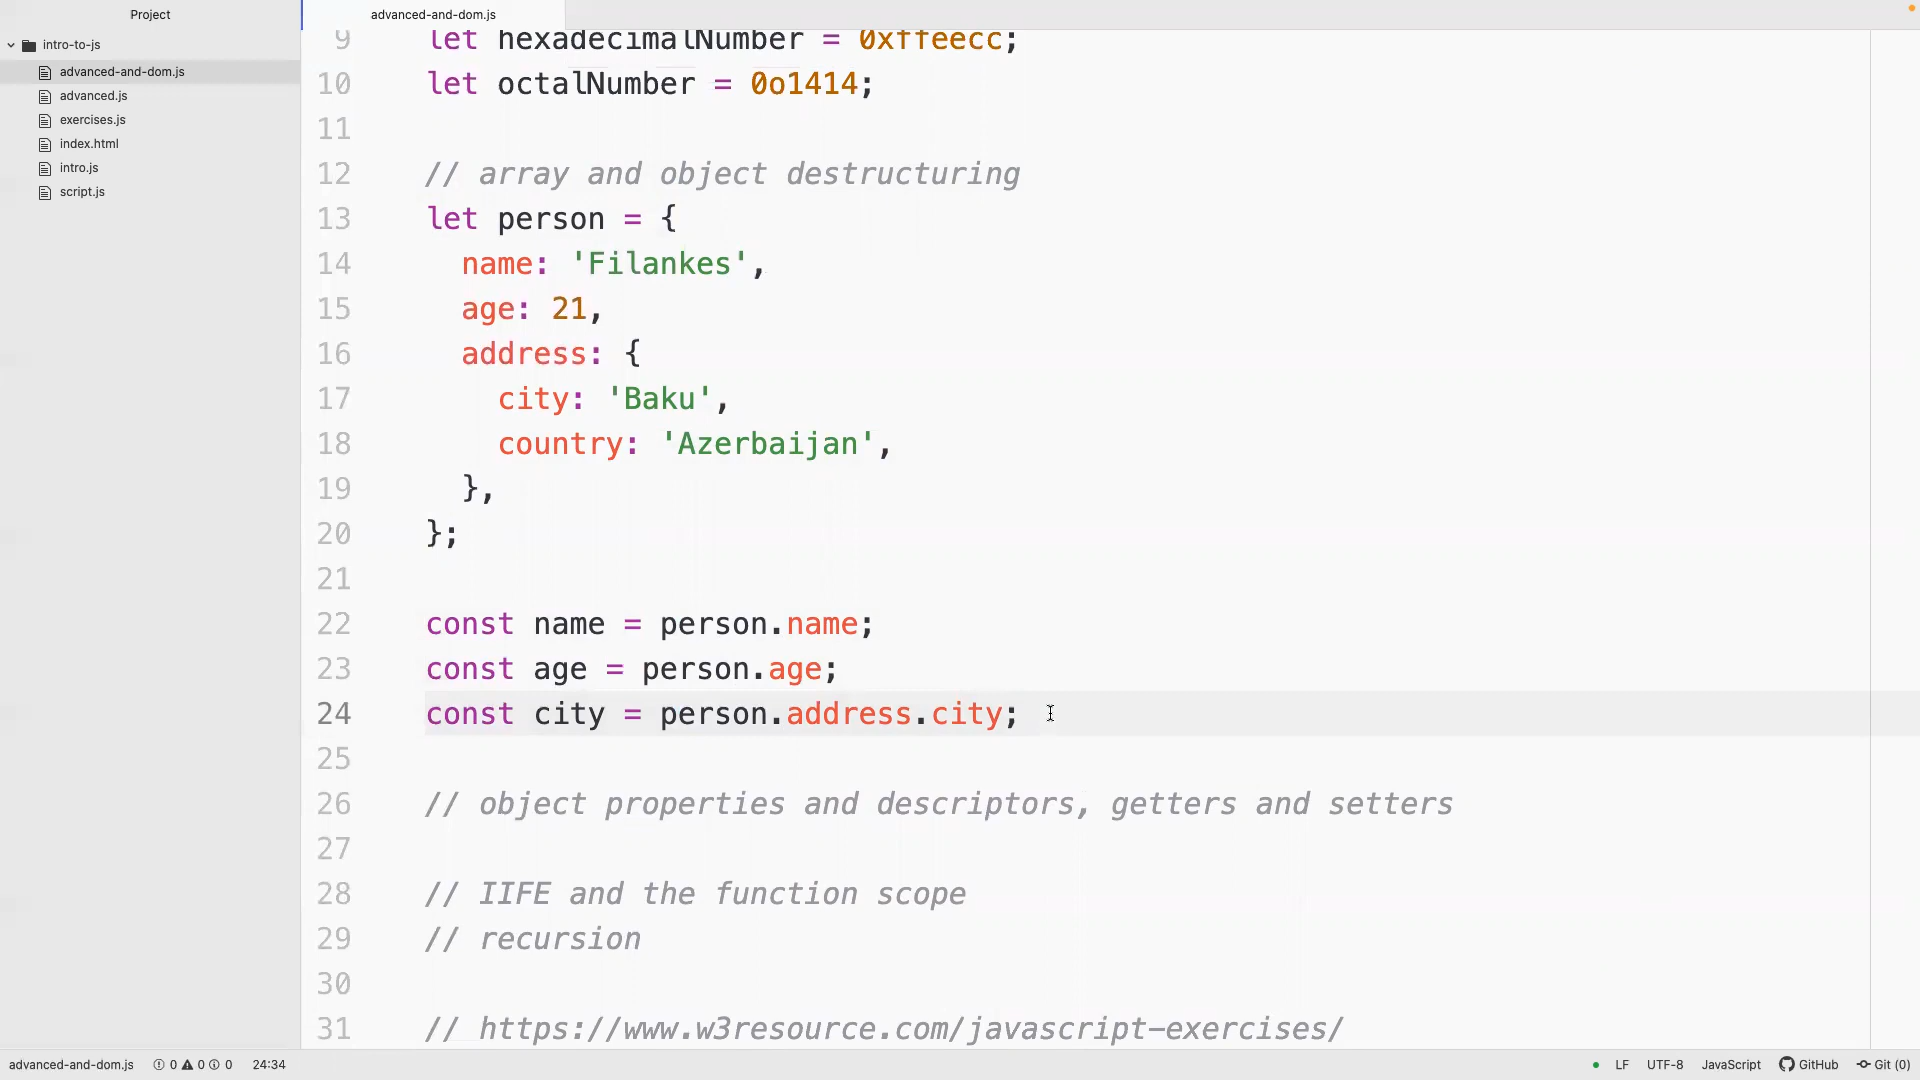 Project
advanced-and-dom.js
intro-to-js
advanced-and-dom.js
advanced.js
exercises.js
index.html
intro.js
script.js
9 let hexadecimalNumber = 0xffeecc;
10 let octalNumber = 0o1414;
11
12 // array and object destructuring
13 let person = {
14 name: 'Filankes',
15 age: 21,
16 address: {
17 city: 'Baku',
18 country: 'Azerbaijan',
19 },
20 };
21
22 const name = person.name;
23 const age = person.age;
24 const city = person.address.city;
25
26 // object properties and descriptors, getters and setters
27
28 // IIFE and the function scope
29 // recursion
30
31 // https://www.w3resource.com/javascript-exercises/
advanced-and-dom.js 0 0 0 24:34 LF UTF-8 JavaScript GitHub Git (0)